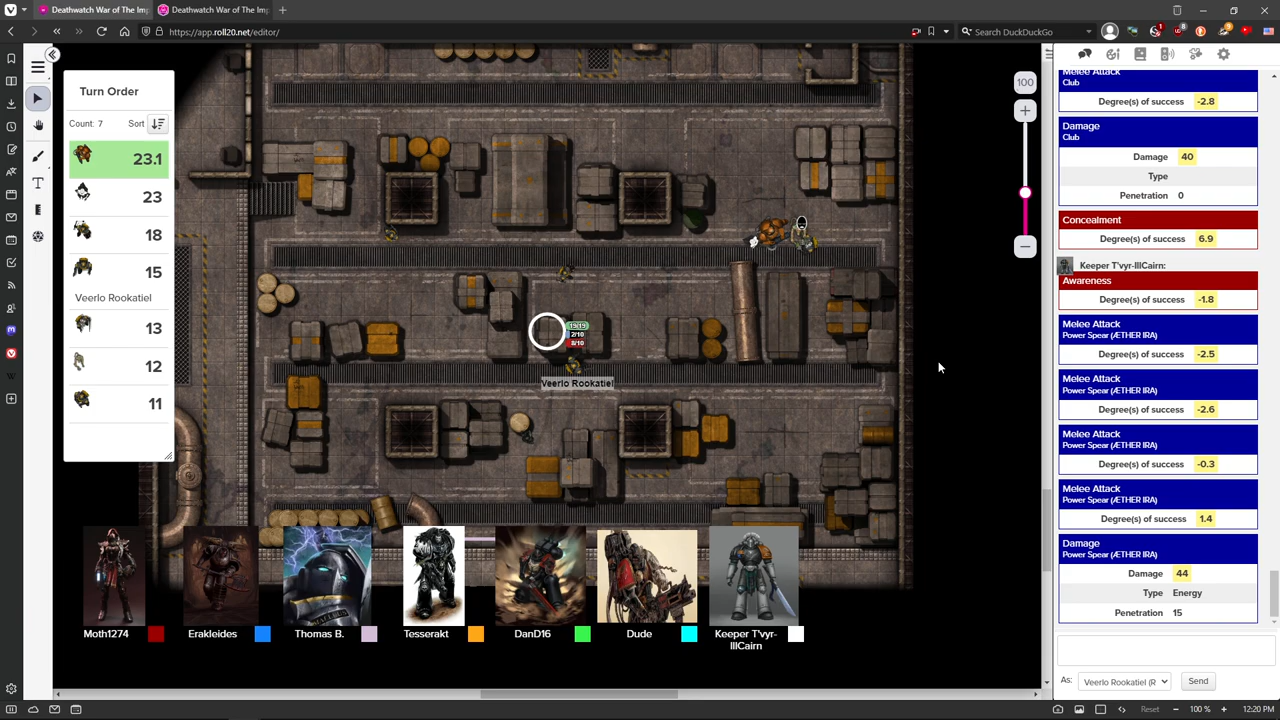 Deathwatch War of The Imp
Deathwatch War of The Imp
https://app.roll20.net/editor/
Search DuckDuckGo
Turn Order
Count: 7 Sort
23.1
23
18
15
Veerlo Rookatiel
13
12
11
100
19/19
2/10
8/10
Veerlo Rookatiel
Moth1274
Erakleides
Thomas B.
Tesserakt
DanD16
Dude
Keeper T'vyr-IllCairn
Melee Attack
Club
Degree(s) of success -2.8
Damage
Club
Damage 40
Type
Penetration 0
Concealment
Degree(s) of success 6.9
Keeper T'vyr-IllCairn:
Awareness
Degree(s) of success -1.8
Melee Attack
Power Spear (ÆTHER IRA)
Degree(s) of success -2.5
Melee Attack
Power Spear (ÆTHER IRA)
Degree(s) of success -2.6
Melee Attack
Power Spear (ÆTHER IRA)
Degree(s) of success -0.3
Melee Attack
Power Spear (ÆTHER IRA)
Degree(s) of success 1.4
Damage
Power Spear (ÆTHER IRA)
Damage 44
Type Energy
Penetration 15
As: Veerlo Rookatiel (R Send
Reset 100 % 12:20 PM